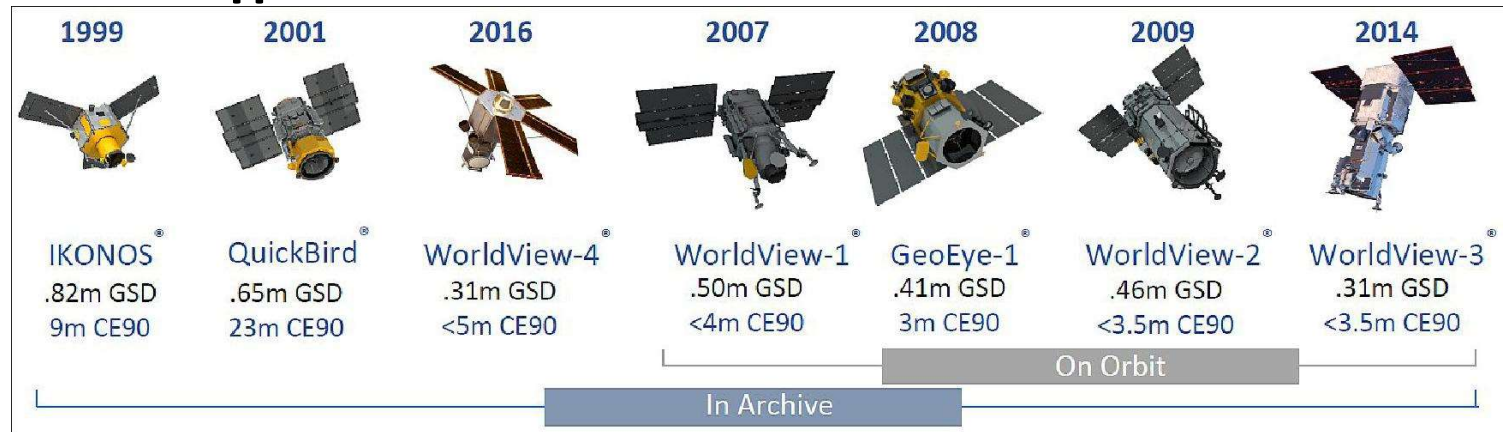 1999 2001 2016 2007 2008 2009 2014
IKONOS® QuickBird® WorldView-4® WorldView-1® GeoEye-1® WorldView-2® WorldView-3®
.82m GSD .65m GSD .31m GSD .50m GSD .41m GSD .46m GSD .31m GSD
9m CE90 23m CE90 <5m CE90 <4m CE90 3m CE90 <3.5m CE90 <3.5m CE90
On Orbit
In Archive